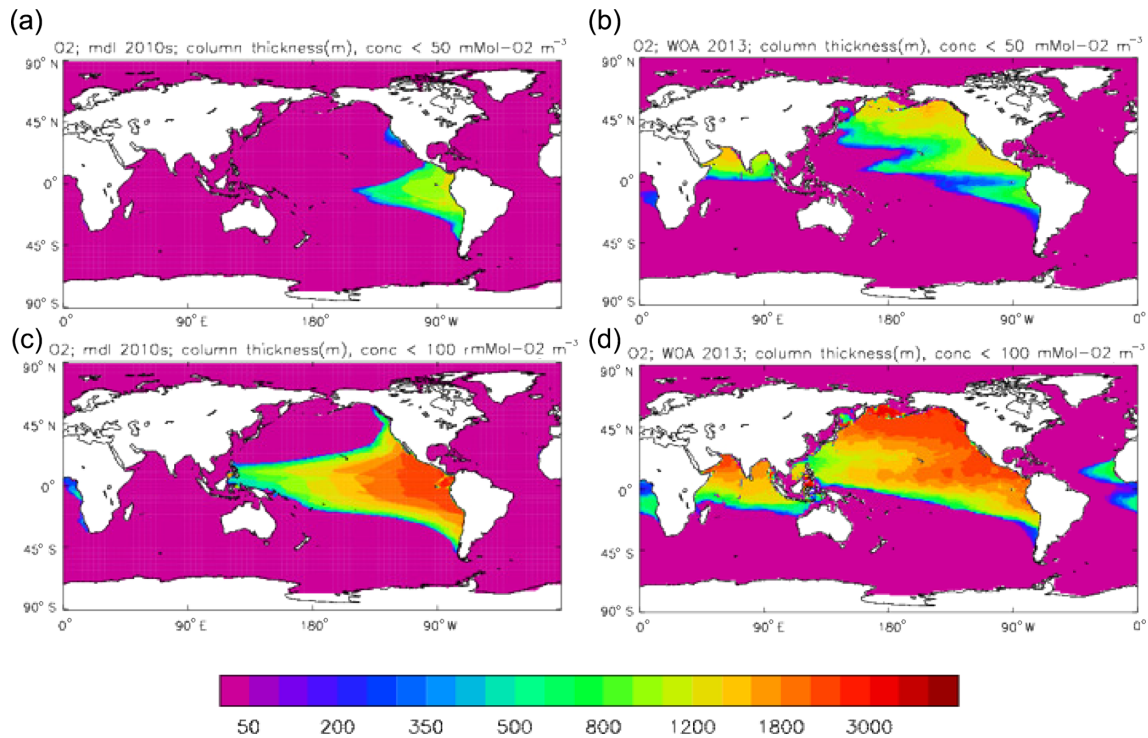 (a)
O2; mdl 2010s; column thickness(m), conc < 50 mMol-O2 m⁻³
90° N
45° N
0°
45° S
90° S
0° 90° E 180 90° W
(b)
O2; WOA 2013; column thickness(m), conc < 50 mMol-O2 m⁻³
90° N
45° N
0°
45° S
90° S
0° 90° E 180 90° W 0°
(c)
O2; mdl 2010s; column thickness(m), conc < 100 rmMol-O2 m⁻³
90° N
45° N
0°
45° S
90° S
0° 90° E 180 90° W
(d)
O2; WOA 2013; column thickness(m), conc < 100 mMol-O2 m⁻³
90° N
45° N
0°
45° S
90° S
0° 90° E 180 90° W 0°
50 200 350 500 800 1200 1800 3000